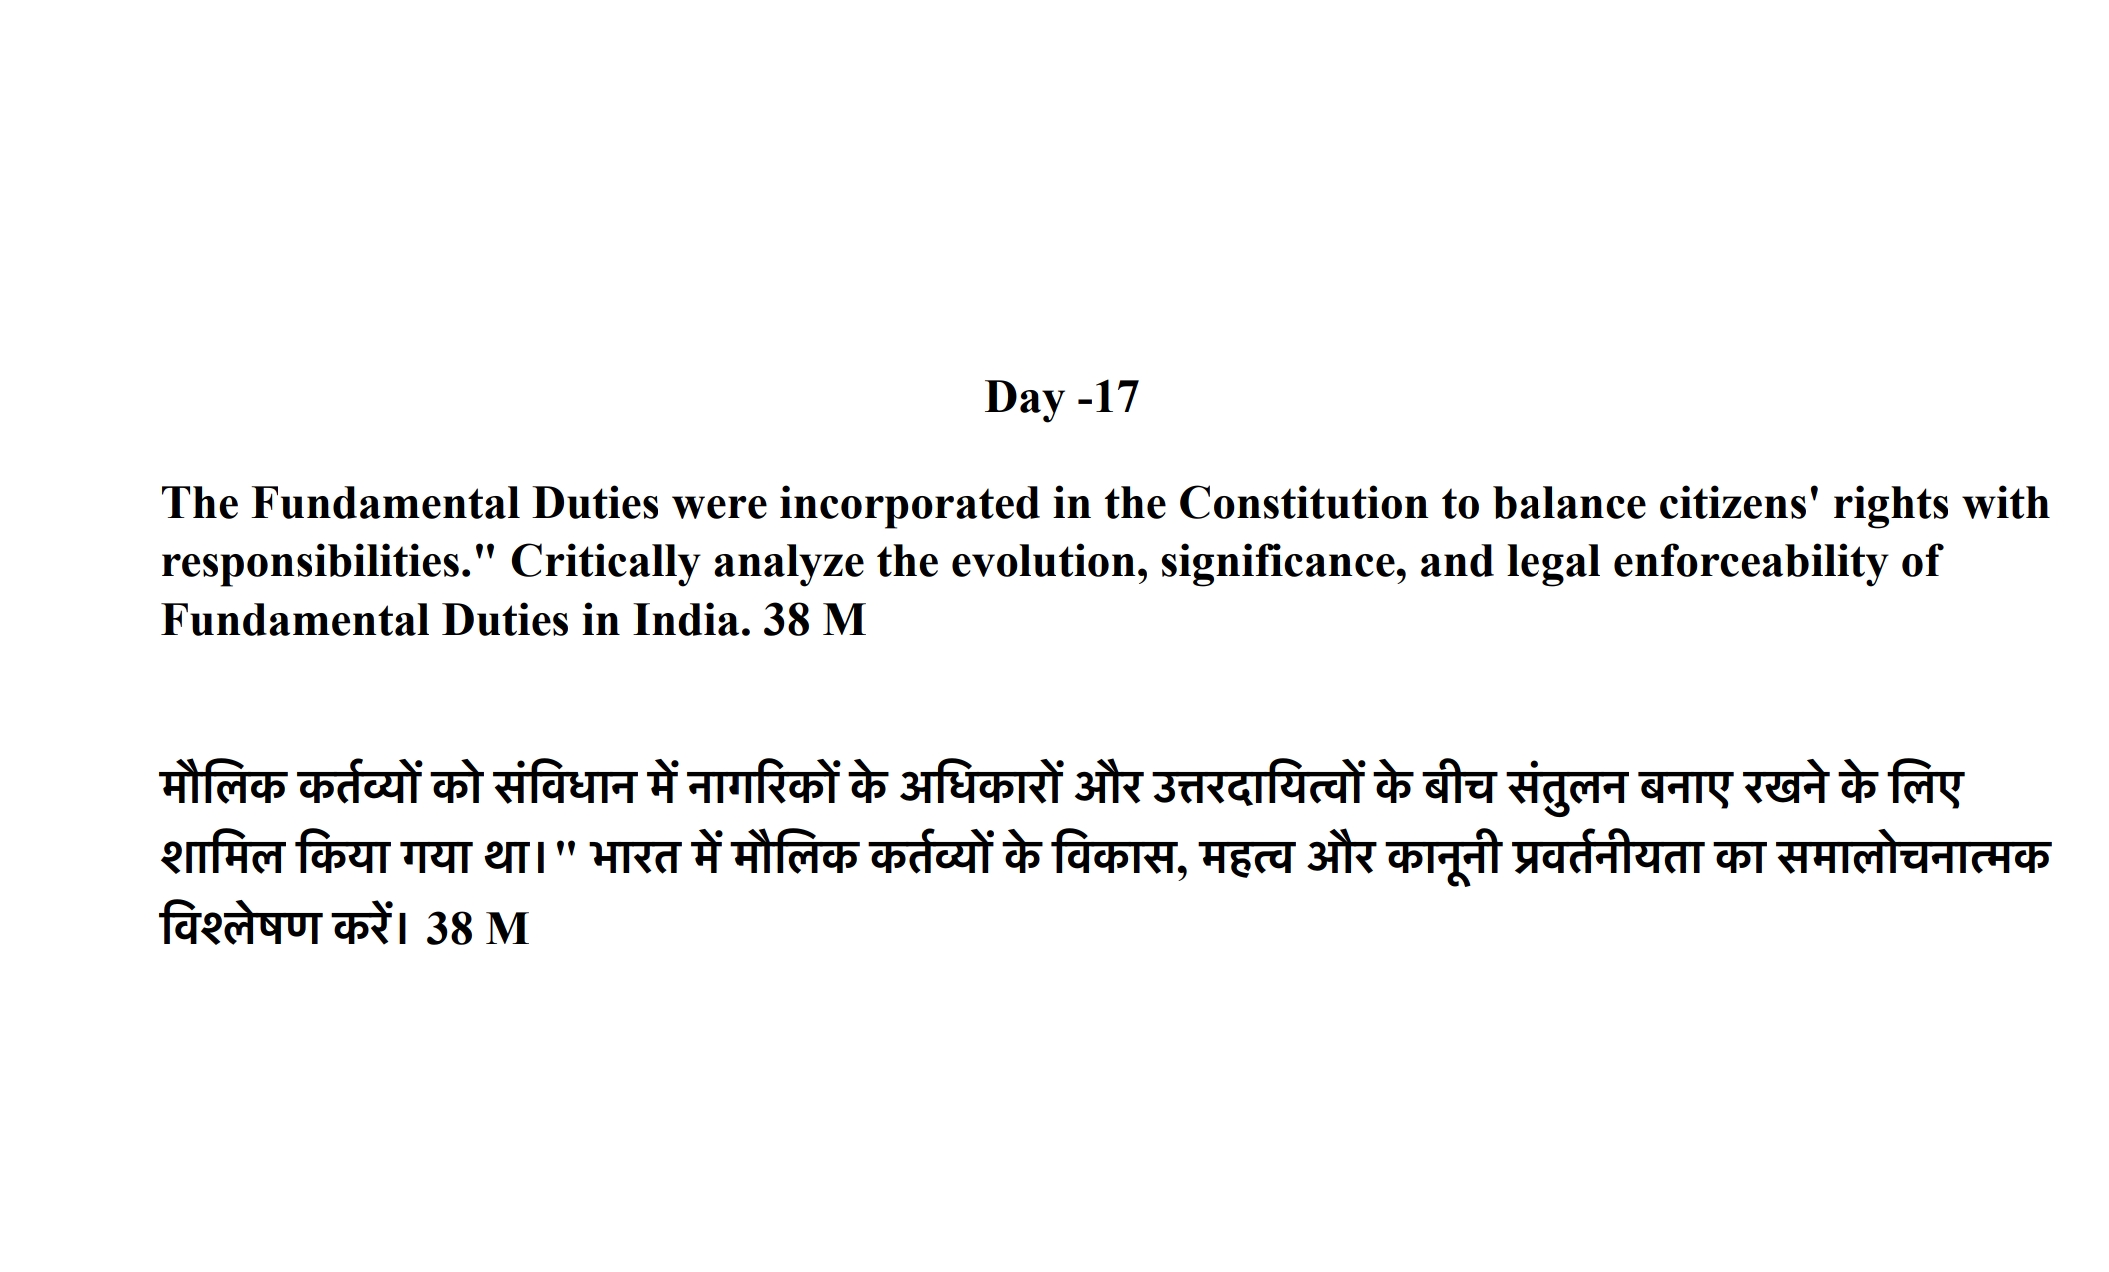 Day -17
The Fundamental Duties were incorporated in the Constitution to balance citizens' rights with
responsibilities." Critically analyze the evolution, significance, and legal enforceability of
Fundamental Duties in India. 38 M
मौलिक कर्तव्यों को संविधान में नागरिकों के अधिकारों और उत्तरदायित्वों के बीच संतुलन बनाए रखने के लिए
शामिल किया गया था।" भारत में मौलिक कर्तव्यों के विकास, महत्व और कानूनी प्रवर्तनीयता का समालोचनात्मक
विश्लेषण करें। 38 M